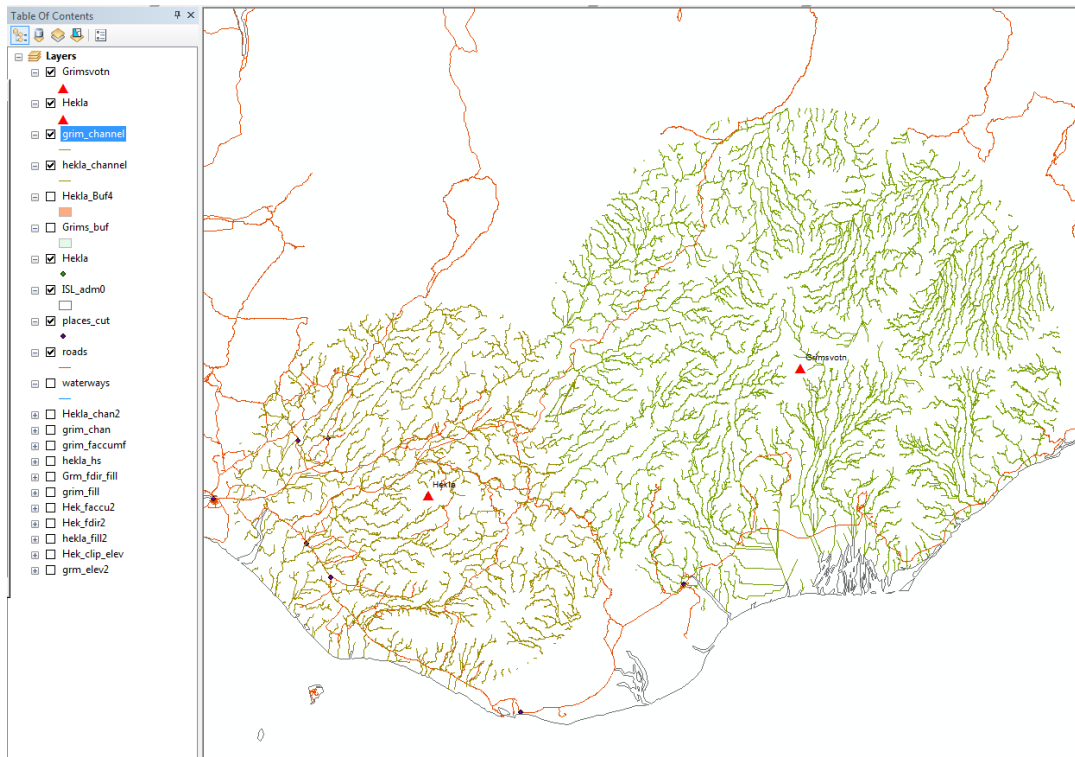 Table Of Contents
Layers
Grimsvotn
Hekla
grim_channel
hekla_channel
Hekla_Buf4
Grims_buf
Hekla
ISL_adm0
places_cut
roads
waterways
Hekla_chan2
grim_chan
grim_faccumf
hekla_hs
Grm_fdir_fill
grim_fill
Hek_faccu2
Hek_fdir2
hekla_fill2
Hek_clip_elev
grm_elev2
Grimsvotn
Hekla